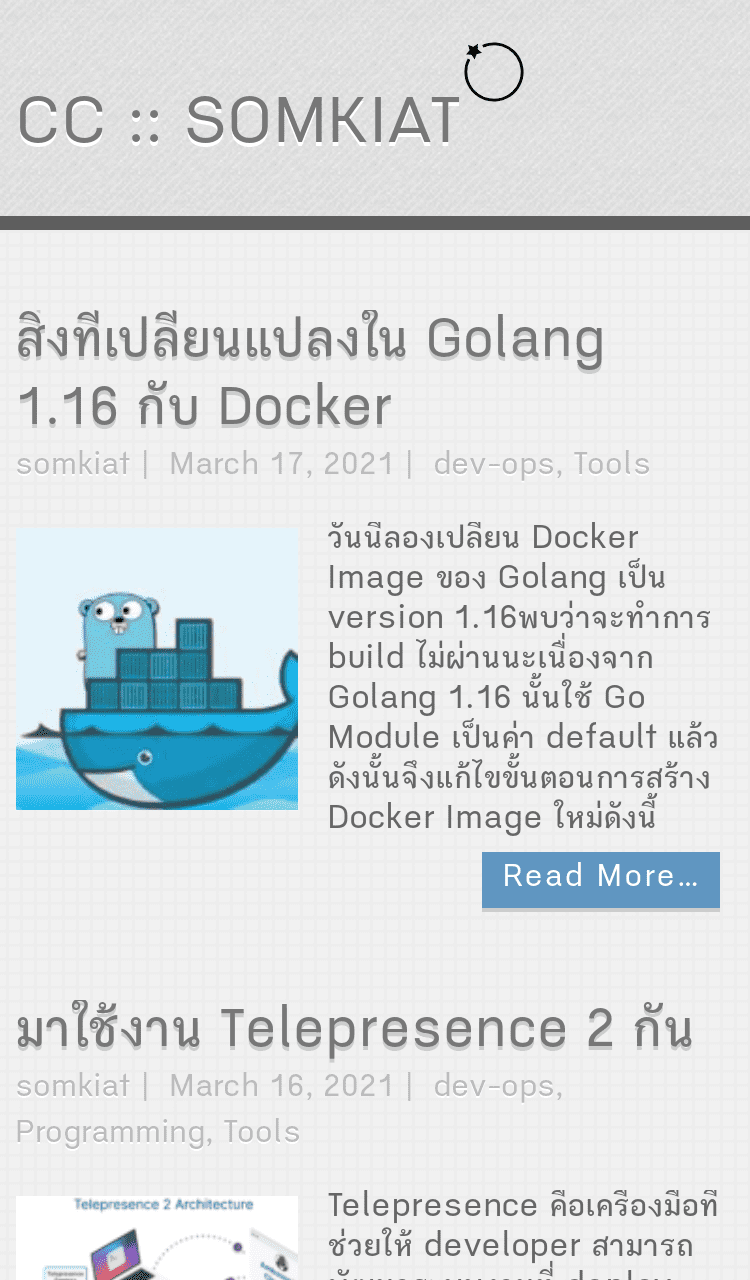 CC :: SOMKIAT
สิ่งที่เปลี่ยนแปลงใน Golang
1.16 กับ Docker
somkiat | March 17, 2021 | dev-ops, Tools
วันนี้ลองเปลี่ยน Docker
Image ของ Golang เป็น
version 1.16พบว่าจะทำการ
build ไม่ผ่านนะเนื่องจาก
Golang 1.16 นั้นใช้ Go
Module เป็นค่า default แล้ว
ดังนั้นจึงแก้ไขขั้นตอนการสร้าง
Docker Image ใหม่ดังนี้
Read More…
มาใช้งาน Telepresence 2 กัน
somkiat | March 16, 2021 | dev-ops,
Programming, Tools
Telepresence 2 Architecture
Telepresence คือเครื่องมือที่
ช่วยให้ developer สามารถ